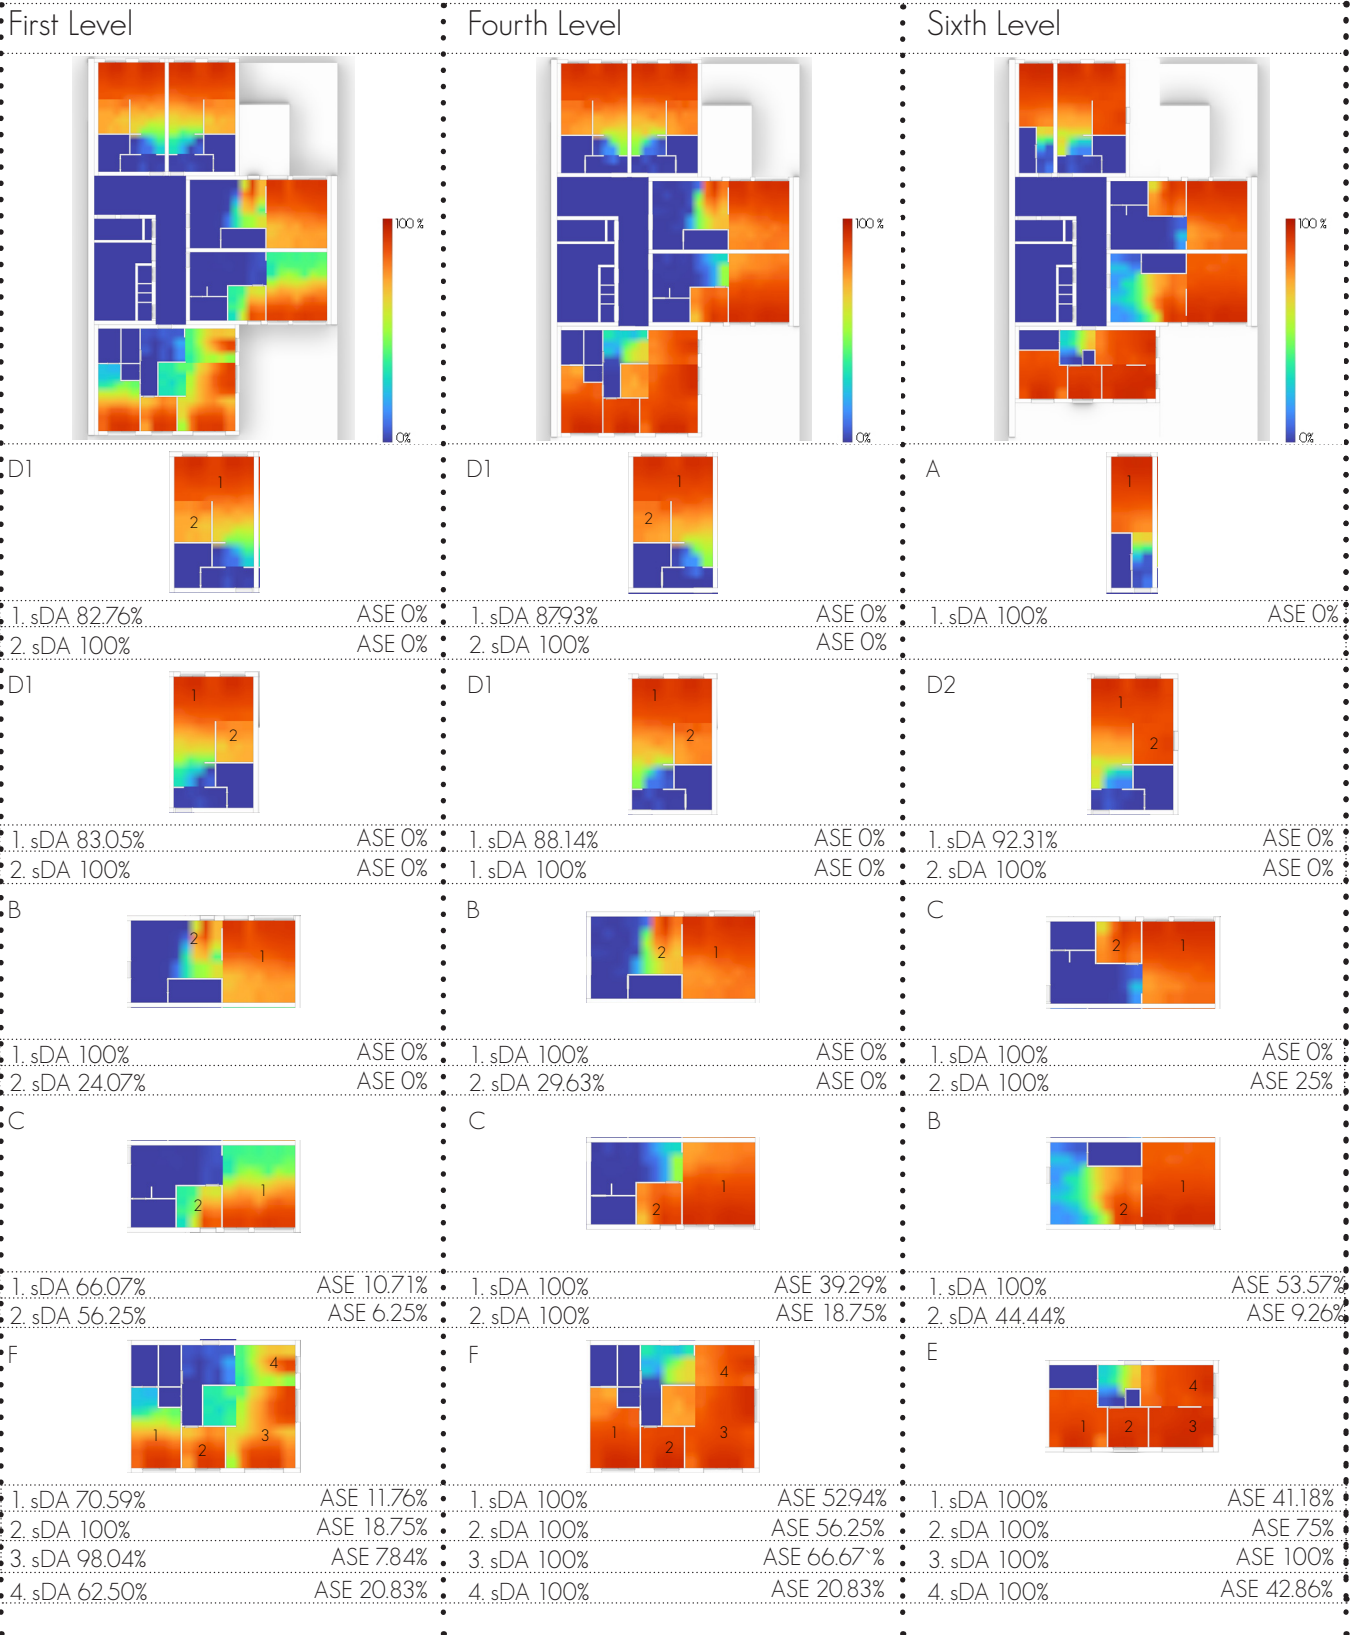 First Level
Fourth Level
Sixth Level
100 %
0%
100 %
0%
100 %
0%
D1
1
2
1. sDA 82.76% ASE 0%
2. sDA 100% ASE 0%
D1
1
2
1. sDA 87.93% ASE 0%
2. sDA 100% ASE 0%
A
1
1. sDA 100% ASE 0%
D1
1
2
1. sDA 83.05% ASE 0%
2. sDA 100% ASE 0%
D1
1
2
1. sDA 88.14% ASE 0%
1. sDA 100% ASE 0%
D2
1
2
1. sDA 92.31% ASE 0%
2. sDA 100% ASE 0%
B
2
1
1. sDA 100% ASE 0%
2. sDA 24.07% ASE 0%
B
2
1
1. sDA 100% ASE 0%
2. sDA 29.63% ASE 0%
C
2
1
1. sDA 100% ASE 0%
2. sDA 100% ASE 25%
C
1
2
1. sDA 66.07% ASE 10.71%
2. sDA 56.25% ASE 6.25%
C
1
2
1. sDA 100% ASE 39.29%
2. sDA 100% ASE 18.75%
B
1
2
1. sDA 100% ASE 53.57%
2. sDA 44.44% ASE 9.26%
F
4
1
2
3
1. sDA 70.59% ASE 11.76%
2. sDA 100% ASE 18.75%
3. sDA 98.04% ASE 7.84%
4. sDA 62.50% ASE 20.83%
F
4
1
2
3
1. sDA 100% ASE 52.94%
2. sDA 100% ASE 56.25%
3. sDA 100% ASE 66.67`%
4. sDA 100% ASE 20.83%
E
4
1
2
3
1. sDA 100% ASE 41.18%
2. sDA 100% ASE 75%
3. sDA 100% ASE 100%
4. sDA 100% ASE 42.86%